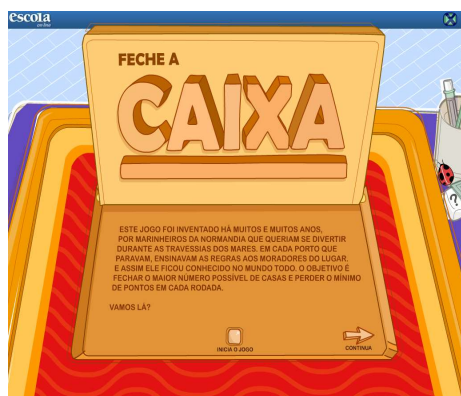 escola
on-line
FECHE A
CAIXA
ESTE JOGO FOI INVENTADO HÁ MUITOS E MUITOS ANOS,
POR MARINHEIROS DA NORMANDIA QUE QUERIAM SE DIVERTIR
DURANTE AS TRAVESSIAS DOS MARES. EM CADA PORTO QUE
PARAVAM, ENSINAVAM AS REGRAS AOS MORADORES DO LUGAR.
E ASSIM ELE FICOU CONHECIDO NO MUNDO TODO. O OBJETIVO É
FECHAR O MAIOR NÚMERO POSSÍVEL DE CASAS E PERDER O MÍNIMO
DE PONTOS EM CADA RODADA.
VAMOS LÁ?
?
INICIA O JOGO
CONTINUA